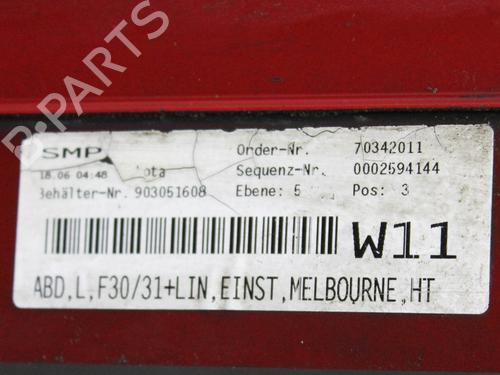 B-PARTS
SMP Order-Nr. 70342011
18.06 04:48 Sequenz-Nr. 0002594144
Behälter-Nr. 903051608 Ebene: 5 Pos: 3
W11
ABD,L,F30/31+LIN,EINST,MELBOURNE,HT